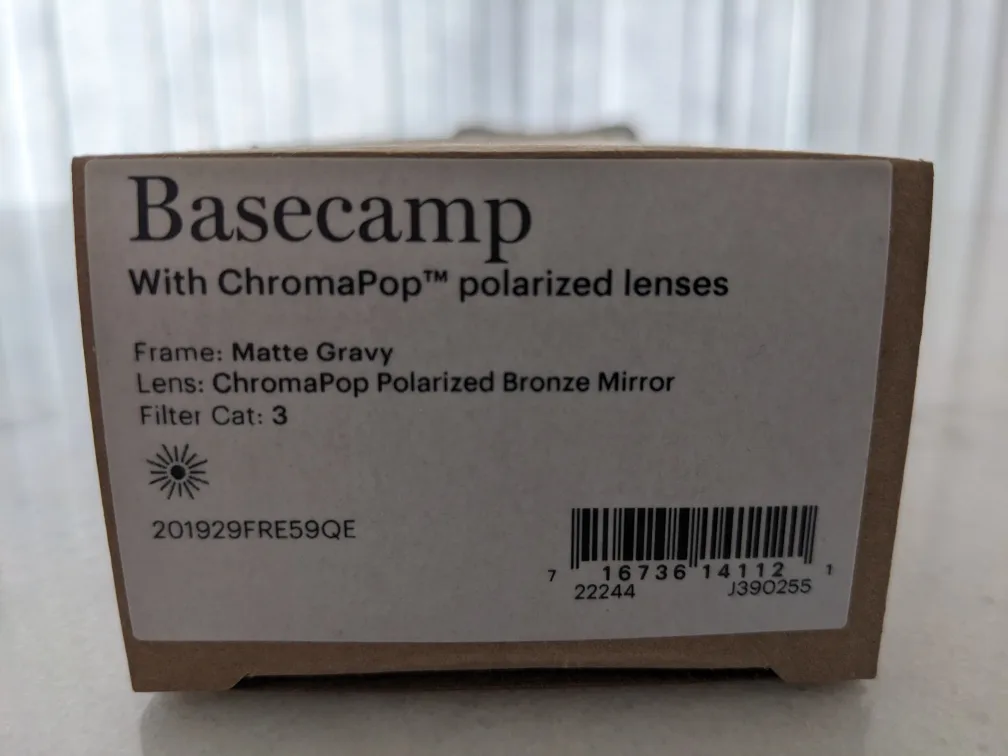 Basecamp
With ChromaPop™ polarized lenses
Frame: Matte Gravy
Lens: ChromaPop Polarized Bronze Mirror
Filter Cat: 3
201929FRE59QE
7 16736 14112 1
22244 J390255